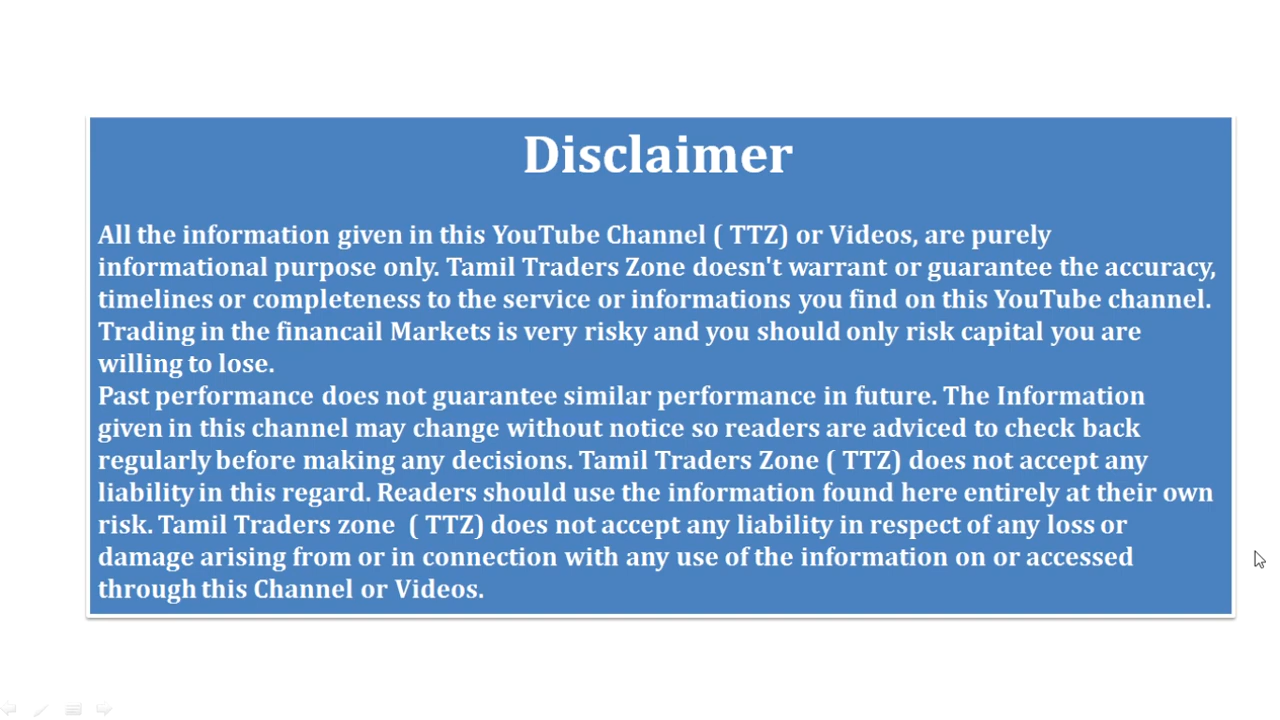 Disclaimer
All the information given in this YouTube Channel ( TTZ) or Videos, are purely
informational purpose only. Tamil Traders Zone doesn't warrant or guarantee the accuracy,
timelines or completeness to the service or informations you find on this YouTube channel.
Trading in the financail Markets is very risky and you should only risk capital you are
willing to lose.
Past performance does not guarantee similar performance in future. The Information
given in this channel may change without notice so readers are adviced to check back
regularly before making any decisions. Tamil Traders Zone ( TTZ) does not accept any
liability in this regard. Readers should use the information found here entirely at their own
risk. Tamil Traders zone  ( TTZ) does not accept any liability in respect of any loss or
damage arising from or in connection with any use of the information on or accessed
through this Channel or Videos.